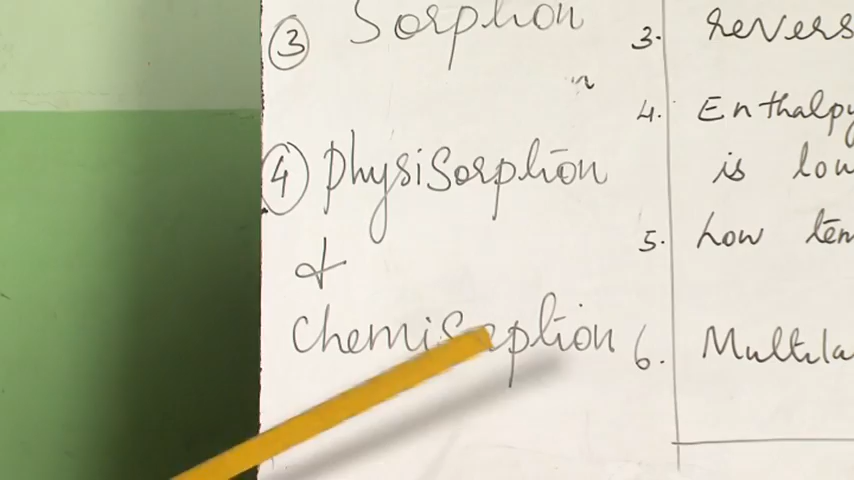 ③ Sorption
④ Physisorption
&
Chemisorption
3. revers
4. Enthalpy
is low
5. Low tem
6. Multila